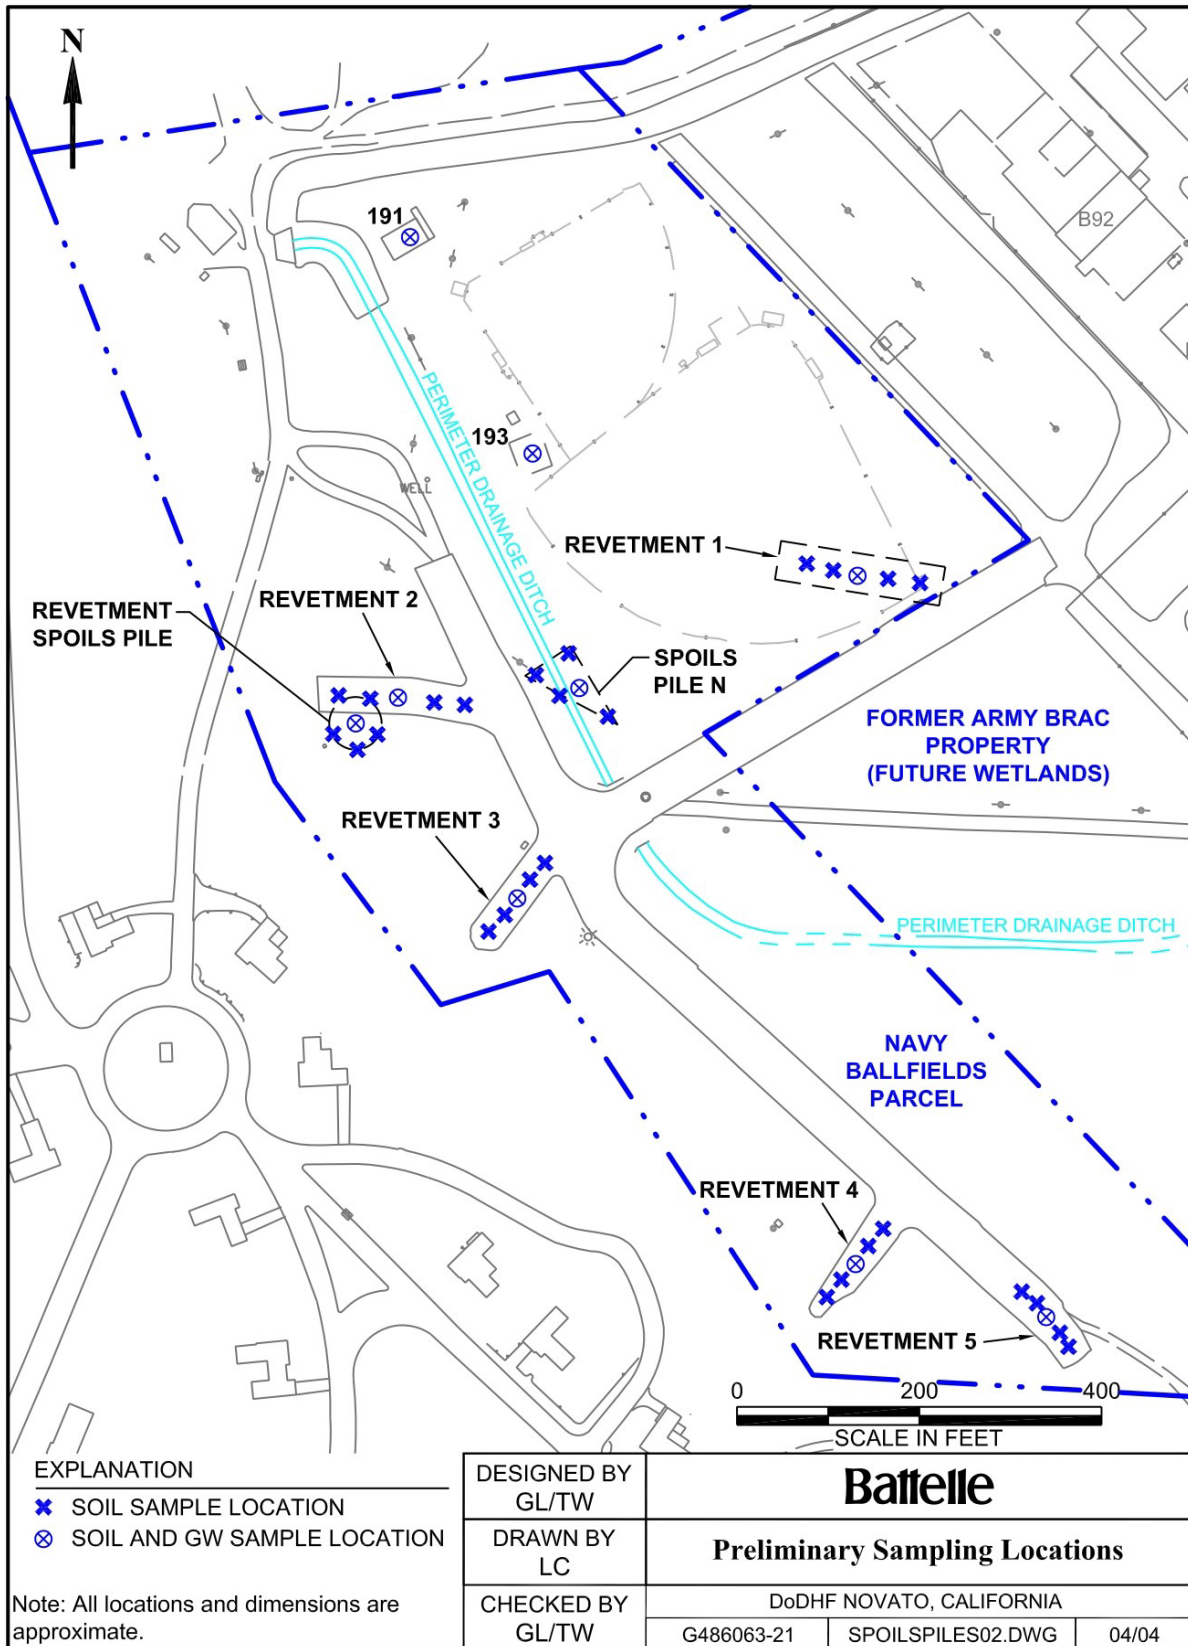 N
191
B92
PERIMETER DRAINAGE DITCH
193
WELL
REVETMENT 1
REVETMENT 2
REVETMENT
SPOILS PILE
SPOILS
PILE N
FORMER ARMY BRAC
PROPERTY
(FUTURE WETLANDS)
REVETMENT 3
PERIMETER DRAINAGE DITCH
NAVY
BALLFIELDS
PARCEL
REVETMENT 4
REVETMENT 5
0 200 400
SCALE IN FEET
EXPLANATION
SOIL SAMPLE LOCATION
SOIL AND GW SAMPLE LOCATION
Note: All locations and dimensions are
approximate.
DESIGNED BY
GL/TW
DRAWN BY
LC
CHECKED BY
GL/TW
Battelle
Preliminary Sampling Locations
DoDHF NOVATO, CALIFORNIA
G486063-21 SPOILSPILES02.DWG 04/04